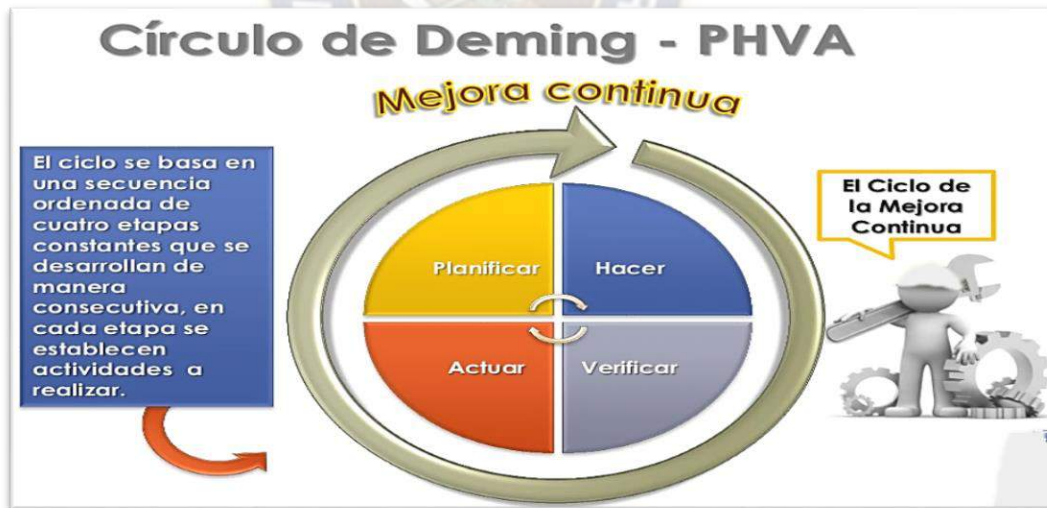 Círculo de Deming - PHVA
Mejora continua
El ciclo se basa en
una secuencia
ordenada de
cuatro etapas
constantes que se
desarrollan de
manera
consecutiva, en
cada etapa se
establecen
actividades a
realizar.
Planificar
Hacer
Actuar
Verificar
El Ciclo de
la Mejora
Continua